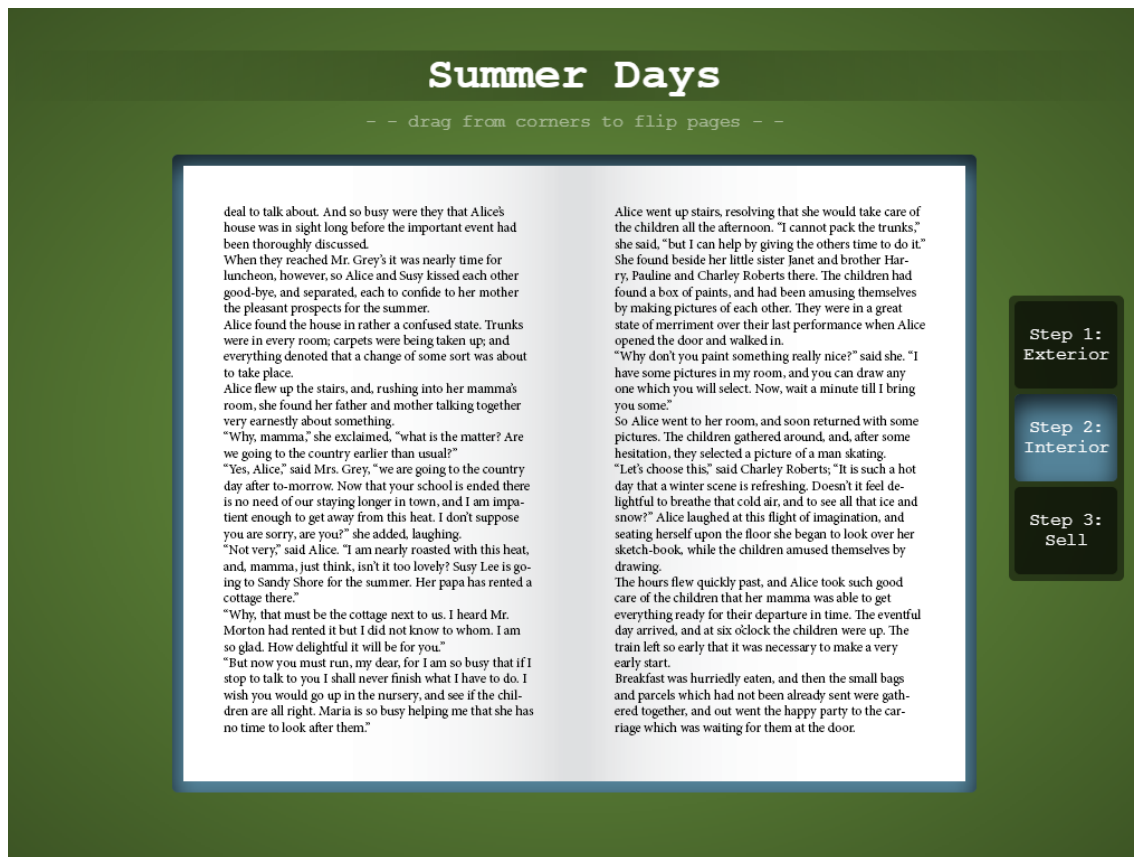 Summer Days
- - drag from corners to flip pages - -
deal to talk about. And so busy were they that Alice's
house was in sight long before the important event had
been thoroughly discussed.
When they reached Mr. Grey's it was nearly time for
luncheon, however, so Alice and Susy kissed each other
good-bye, and separated, each to confide to her mother
the pleasant prospects for the summer.
Alice found the house in rather a confused state. Trunks
were in every room; carpets were being taken up; and
everything denoted that a change of some sort was about
to take place.
Alice flew up the stairs, and, rushing into her mamma's
room, she found her father and mother talking together
very earnestly about something.
“Why, mamma,” she exclaimed, “what is the matter? Are
we going to the country earlier than usual?”
“Yes, Alice,” said Mrs. Grey, “we are going to the country
day after to-morrow. Now that your school is ended there
is no need of our staying longer in town, and I am impa-
tient enough to get away from this heat. I don't suppose
you are sorry, are you?” she added, laughing.
“Not very,” said Alice. “I am nearly roasted with this heat,
and, mamma, just think, isn't it too lovely? Susy Lee is go-
ing to Sandy Shore for the summer. Her papa has rented a
cottage there.”
“Why, that must be the cottage next to us. I heard Mr.
Morton had rented it but I did not know to whom. I am
so glad. How delightful it will be for you.”
“But now you must run, my dear, for I am so busy that if I
stop to talk to you I shall never finish what I have to do. I
wish you would go up in the nursery, and see if the chil-
dren are all right. Maria is so busy helping me that she has
no time to look after them.”
Alice went up stairs, resolving that she would take care of
the children all the afternoon. “I cannot pack the trunks,”
she said, “but I can help by giving the others time to do it.”
She found beside her little sister Janet and brother Har-
ry, Pauline and Charley Roberts there. The children had
found a box of paints, and had been amusing themselves
by making pictures of each other. They were in a great
state of merriment over their last performance when Alice
opened the door and walked in.
“Why don't you paint something really nice?” said she. “I
have some pictures in my room, and you can draw any
one which you will select. Now, wait a minute till I bring
you some.”
So Alice went to her room, and soon returned with some
pictures. The children gathered around, and, after some
hesitation, they selected a picture of a man skating.
“Let's choose this,” said Charley Roberts; “It is such a hot
day that a winter scene is refreshing. Doesn't it feel de-
lightful to breathe that cold air, and to see all that ice and
snow?” Alice laughed at this flight of imagination, and
seating herself upon the floor she began to look over her
sketch-book, while the children amused themselves by
drawing.
The hours flew quickly past, and Alice took such good
care of the children that her mamma was able to get
everything ready for their departure in time. The eventful
day arrived, and at six o'clock the children were up. The
train left so early that it was necessary to make a very
early start.
Breakfast was hurriedly eaten, and then the small bags
and parcels which had not been already sent were gath-
ered together, and out went the happy party to the car-
riage which was waiting for them at the door.
Step 1:
Exterior
Step 2:
Interior
Step 3:
Sell